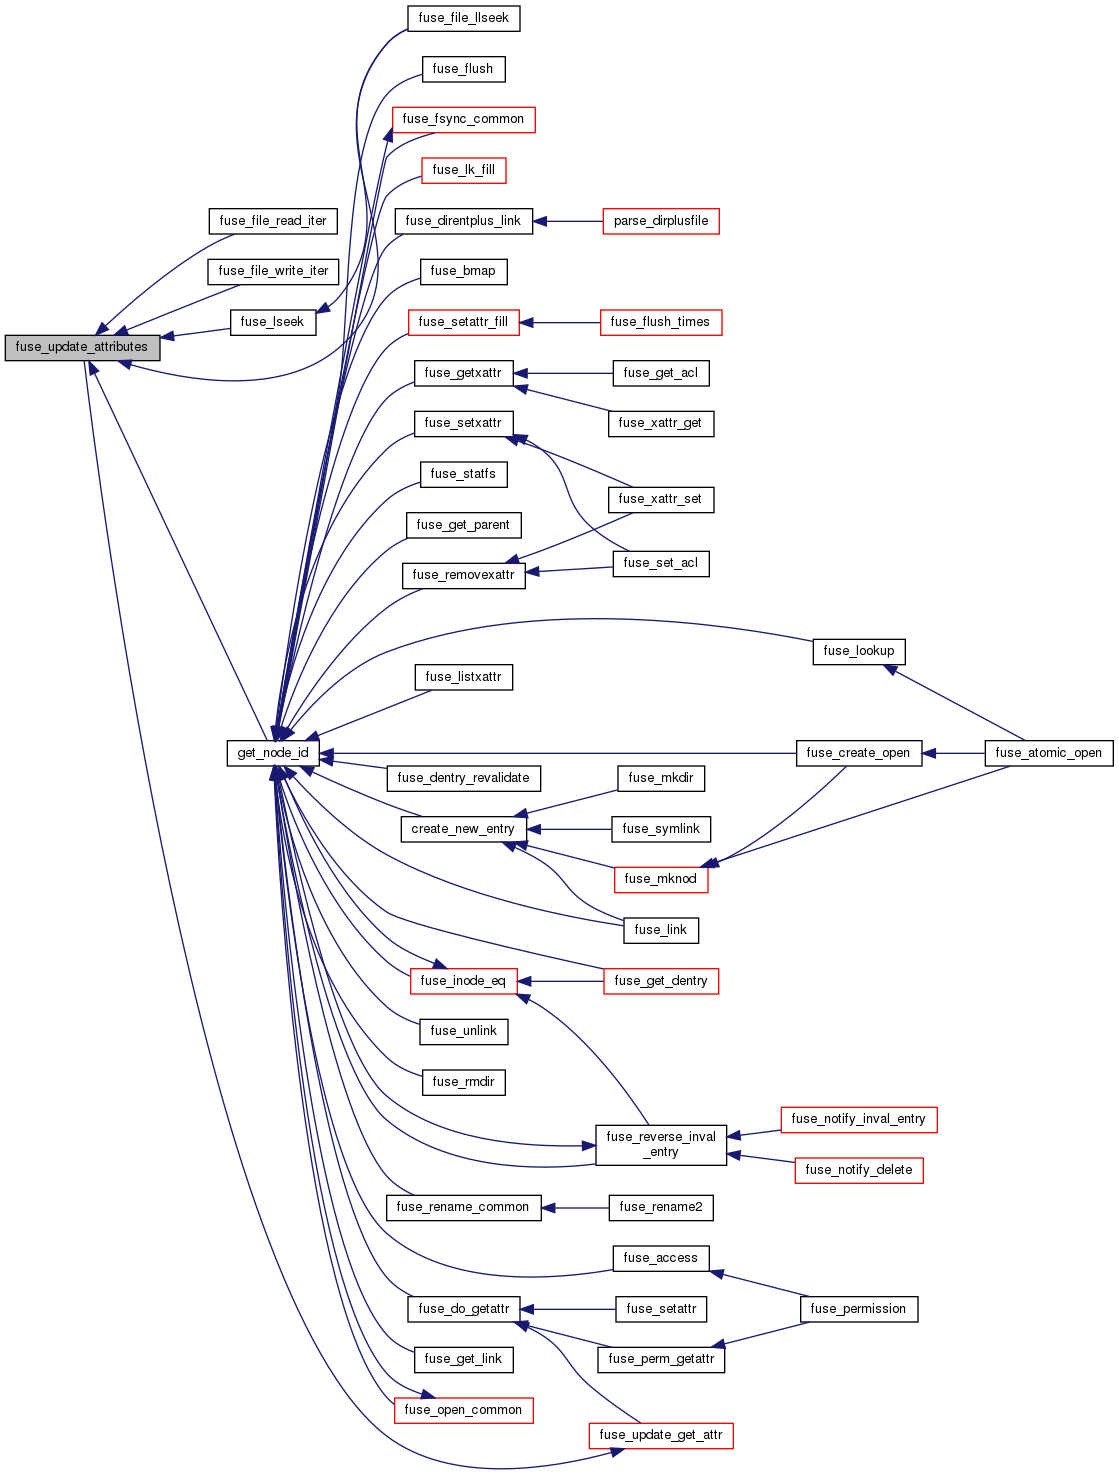 fuse_file_llseek
fuse_flush
fuse_fsync_common
fuse_lk_fill
fuse_file_read_iter
fuse_direntplus_link
parse_dirplusfile
fuse_file_write_iter
fuse_bmap
fuse_lseek
fuse_setattr_fill
fuse_flush_times
fuse_update_attributes
fuse_getxattr
fuse_get_acl
fuse_setxattr
fuse_xattr_get
fuse_statfs
fuse_xattr_set
fuse_get_parent
fuse_removexattr
fuse_set_acl
fuse_lookup
fuse_listxattr
get_node_id
fuse_create_open
fuse_atomic_open
fuse_dentry_revalidate
fuse_mkdir
create_new_entry
fuse_symlink
fuse_mknod
fuse_link
fuse_inode_eq
fuse_get_dentry
fuse_unlink
fuse_rmdir
fuse_notify_inval_entry
fuse_reverse_inval
_entry
fuse_notify_delete
fuse_rename_common
fuse_rename2
fuse_access
fuse_do_getattr
fuse_setattr
fuse_permission
fuse_get_link
fuse_perm_getattr
fuse_open_common
fuse_update_get_attr